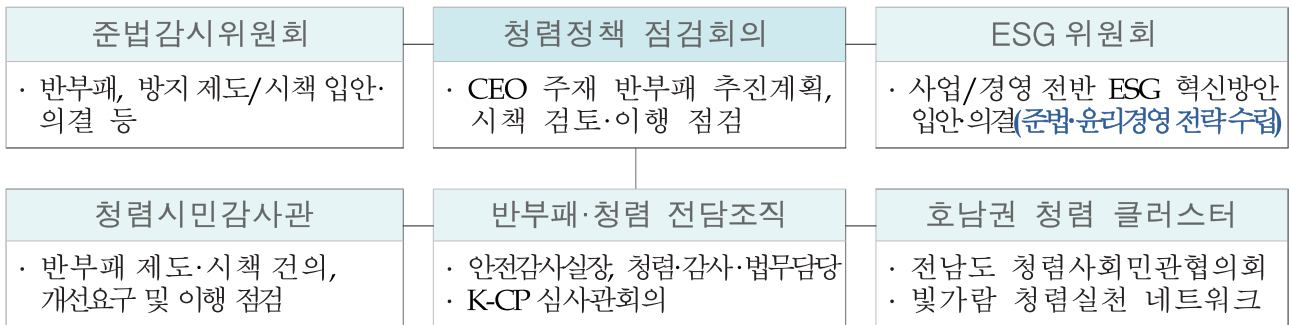 준법감시위원회
· 반부패, 방지 제도/시책 입안·
의결 등
청렴정책 점검회의
· CEO 주재 반부패 추진계획,
시책 검토·이행 점검
ESG 위원회
· 사업/경영 전반 ESG 혁신방안
입안·의결(준법·윤리경영 전략 수립)
청렴시민감사관
· 반부패 제도·시책 건의,
개선요구 및 이행 점검
반부패·청렴 전담조직
· 안전감사실장, 청렴·감사··법무담당
· K-CP 심사관회의
호남권 청렴 클러스터
· 전남도 청렴사회민관협의회
· 빛가람 청렴실천 네트워크